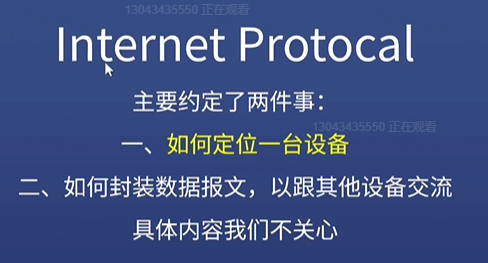 13043435550 正在观看
Internet Protocal
主要约定了两件事：
13043435550 正在观看
一、如何定位一台设备
二、如何封装数据报文，以跟其他设备交流
具体内容我们不关心